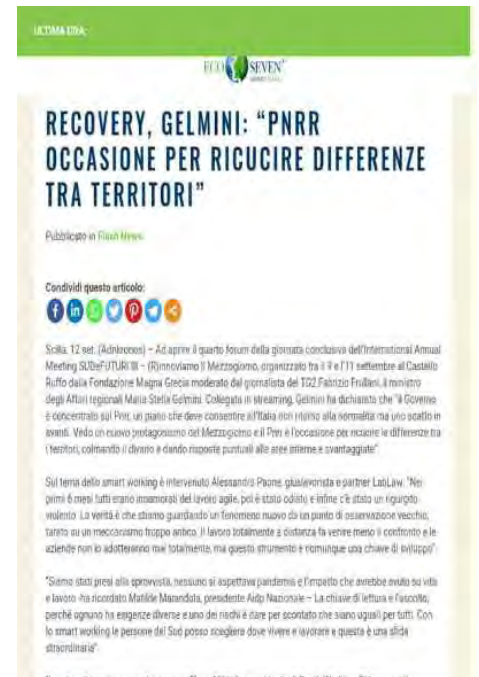 ULTIMA ORA:
ECO SEVEN
RECOVERY, GELMINI: “PNRR
OCCASIONE PER RICUCIRE DIFFERENZE
TRA TERRITORI”
Pubblicato in Flash News
Condividi questo articolo:
Scilla, 12 set. (Adnkronos) – Ad aprire il quarto forum della giornata conclusiva dell'International Annual
Meeting SUDeFUTURI III – (Ri)nnoviamo il Mezzogiorno, organizzato tra il 9 e l'11 settembre al Castello
Ruffo dalla Fondazione Magna Grecia moderato dal giornalista del TG2 Fabrizio Frullani, il ministro
degli Affari regionali Maria Stella Gelmini. Collegata in streaming, Gelmini ha dichiarato che “il Governo
è concentrato sul Pnrr, un piano che deve consentire all'Italia non ritorno alla normalità ma uno scatto in
avanti. Vedo un nuovo protagonismo del Mezzogiorno e il Pnrr è l'occasione per ricucire le differenze tra
i territori, colmando il divario e dando risposte puntuali alle aree interne e svantaggiate”.
Sul tema dello smart working è intervenuto Alessandro Paone, giuslavorista e partner LabLaw. “Nei
primi 6 mesi tutti erano innamorati del lavoro agile, poi è stato odiato e infine c'è stato un rigurgito
violento. La verità è che stiamo guardando un fenomeno nuovo da un punto di osservazione vecchio,
tarato su un meccanismo troppo antico. Il lavoro totalmente a distanza fa venire meno il confronto e le
aziende non lo adotteranno mai totalmente, ma questo strumento è comunque una chiave di sviluppo”.
“Siamo stati presi alla sprovvista, nessuno si aspettava pandemia e l'impatto che avrebbe avuto su vita
e lavoro -ha ricordato Matilde Marandola, presidente Aidp Nazionale – La chiave di lettura è l'ascolto,
perché ognuno ha esigenze diverse e uno dei rischi è dare per scontato che siano uguali per tutti. Con
lo smart working le persone del Sud posso scegliere dove vivere e lavorare e questa è una sfida
straordinaria”.